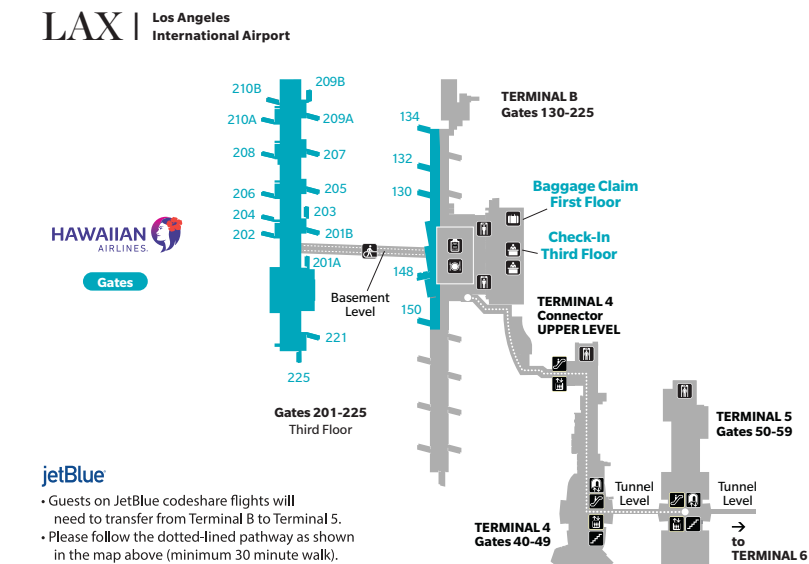 LAX
Los Angeles
International Airport
210B
209B
210A
209A
208
207
206
205
204
203
202
201B
201A
221
225
Gates 201-225
Third Floor
134
132
130
148
150
Basement
Level
TERMINAL B
Gates 130-225
Baggage Claim
First Floor
Check-In
Third Floor
HAWAIIAN
AIRLINES.
Gates
TERMINAL 4
Connector
UPPER LEVEL
TERMINAL 5
Gates 50-59
Tunnel
Level
Tunnel
Level
TERMINAL 4
Gates 40-49
→
to
TERMINAL 6
jetBlue
• Guests on JetBlue codeshare flights will
need to transfer from Terminal B to Terminal 5.
• Please follow the dotted-lined pathway as shown
in the map above (minimum 30 minute walk).